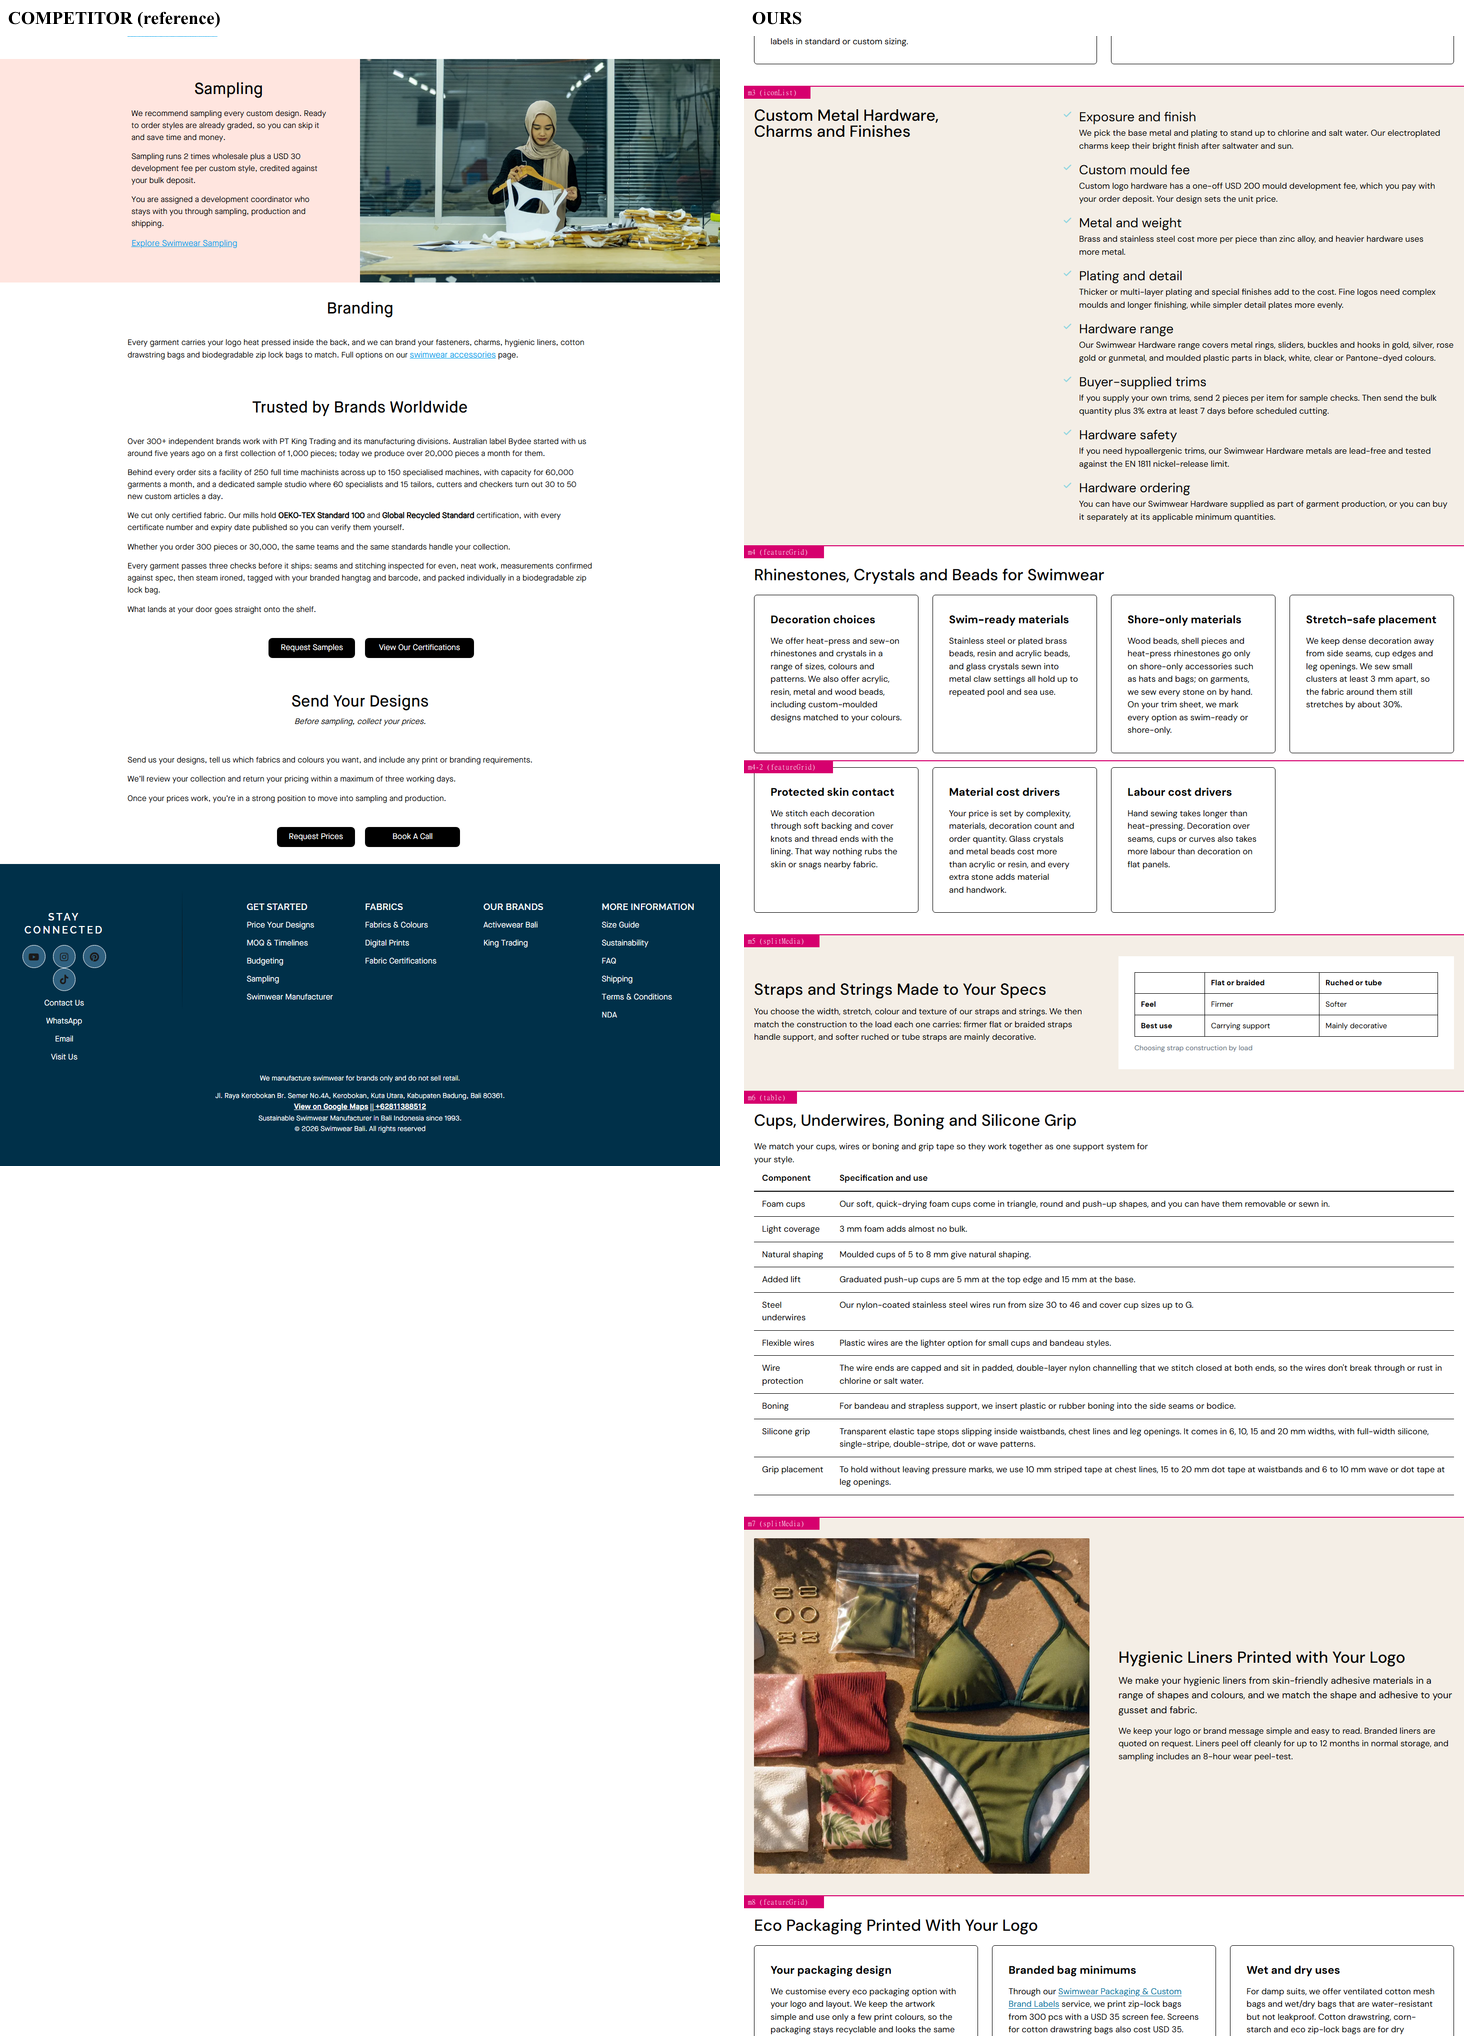 COMPETITOR (reference)
Sampling
We recommend sampling every custom design. Ready
to order styles are already graded, so you can skip it
and save time and money.
Sampling runs 2 times wholesale plus a USD 30
development fee per custom style, credited against
your bulk deposit.
You are assigned a development coordinator who
stays with you through sampling, production and
shipping.
Explore Swimwear Sampling
Branding
Every garment carries your logo heat pressed inside the back, and we can brand your fasteners, charms, hygienic liners, cotton
drawstring bags and biodegradable zip lock bags to match. Full options on our swimwear accessories page.
Trusted by Brands Worldwide
Over 300+ independent brands work with PT King Trading and its manufacturing divisions. Australian label Bydee started with us
around five years ago on a first collection of 1,000 pieces; today we produce over 20,000 pieces a month for them.
Behind every order sits a facility of 250 full time machinists across up to 150 specialised machines, with capacity for 60,000
garments a month, and a dedicated sample studio where 60 specialists and 15 tailors, cutters and checkers turn out 30 to 50
new custom articles a day.
We cut only certified fabric. Our mills hold OEKO-TEX Standard 100 and Global Recycled Standard certification, with every
certificate number and expiry date published so you can verify them yourself.
Whether you order 300 pieces or 30,000, the same teams and the same standards handle your collection.
Every garment passes three checks before it ships: seams and stitching inspected for even, neat work, measurements confirmed
against spec, then steam ironed, tagged with your branded hangtag and barcode, and packed individually in a biodegradable zip
lock bag.
What lands at your door goes straight onto the shelf.
Request Samples
View Our Certifications
Send Your Designs
Before sampling, collect your prices.
Send us your designs, tell us which fabrics and colours you want, and include any print or branding requirements.
We'll review your collection and return your pricing within a maximum of three working days.
Once your prices work, you're in a strong position to move into sampling and production.
Request Prices
Book A Call
STAY
CONNECTED
Contact Us
WhatsApp
Email
Visit Us
GET STARTED
Price Your Designs
MOQ & Timelines
Budgeting
Sampling
Swimwear Manufacturer
FABRICS
Fabrics & Colours
Digital Prints
Fabric Certifications
OUR BRANDS
Activewear Bali
King Trading
MORE INFORMATION
Size Guide
Sustainability
FAQ
Shipping
Terms & Conditions
NDA
We manufacture swimwear for brands only and do not sell retail.
Jl. Raya Kerobokan Br. Semer No.4A, Kerobokan, Kuta Utara, Kabupaten Badung, Bali 80361.
View on Google Maps || +62811388512
Sustainable Swimwear Manufacturer in Bali Indonesia since 1993.
© 2026 Swimwear Bali. All rights reserved
OURS
labels in standard or custom sizing.
m3 (iconList)
Custom Metal Hardware,
Charms and Finishes
Exposure and finish
We pick the base metal and plating to stand up to chlorine and salt water. Our electroplated
charms keep their bright finish after saltwater and sun.
Custom mould fee
Custom logo hardware has a one-off USD 200 mould development fee, which you pay with
your order deposit. Your design sets the unit price.
Metal and weight
Brass and stainless steel cost more per piece than zinc alloy, and heavier hardware uses
more metal.
Plating and detail
Thicker or multi-layer plating and special finishes add to the cost. Fine logos need complex
moulds and longer finishing, while simpler detail plates more evenly.
Hardware range
Our Swimwear Hardware range covers metal rings, sliders, buckles and hooks in gold, silver, rose
gold or gunmetal, and moulded plastic parts in black, white, clear or Pantone-dyed colours.
Buyer-supplied trims
If you supply your own trims, send 2 pieces per item for sample checks. Then send the bulk
quantity plus 3% extra at least 7 days before scheduled cutting.
Hardware safety
If you need hypoallergenic trims, our Swimwear Hardware metals are lead-free and tested
against the EN 1811 nickel-release limit.
Hardware ordering
You can have our Swimwear Hardware supplied as part of garment production, or you can buy
it separately at its applicable minimum quantities.
m4 (featureGrid)
Rhinestones, Crystals and Beads for Swimwear
Decoration choices
We offer heat-press and sew-on
rhinestones and crystals in a
range of sizes, colours and
patterns. We also offer acrylic,
resin, metal and wood beads,
including custom-moulded
designs matched to your colours.
Swim-ready materials
Stainless steel or plated brass
beads, resin and acrylic beads,
and glass crystals sewn into
metal claw settings all hold up to
repeated pool and sea use.
Shore-only materials
Wood beads, shell pieces and
heat-press rhinestones go only
on shore-only accessories such
as hats and bags; on garments,
we sew every stone on by hand.
On your trim sheet, we mark
every option as swim-ready or
shore-only.
Stretch-safe placement
We keep dense decoration away
from side seams, cup edges and
leg openings. We sew small
clusters at least 3 mm apart, so
the fabric around them still
stretches by about 30%.
m4-2 (featureGrid)
Protected skin contact
We stitch each decoration
through soft backing and cover
knots and thread ends with the
lining. That way nothing rubs the
skin or snags nearby fabric.
Material cost drivers
Your price is set by complexity,
materials, decoration count and
order quantity. Glass crystals
and metal beads cost more
than acrylic or resin, and every
extra stone adds material
and handwork.
Labour cost drivers
Hand sewing takes longer than
heat-pressing. Decoration over
seams, cups or curves also takes
more labour than decoration on
flat panels.
m5 (splitMedia)
Straps and Strings Made to Your Specs
You choose the width, stretch, colour and texture of our straps and strings. We then
match the construction to the load each one carries: firmer flat or braided straps
handle support, and softer ruched or tube straps are mainly decorative.
Flat or braided
Ruched or tube
Feel
Firmer
Softer
Best use
Carrying support
Mainly decorative
Choosing strap construction by load
m6 (table)
Cups, Underwires, Boning and Silicone Grip
We match your cups, wires or boning and grip tape so they work together as one support system for
your style.
Component
Specification and use
Foam cups
Our soft, quick-drying foam cups come in triangle, round and push-up shapes, and you can have them removable or sewn in.
Light coverage
3 mm foam adds almost no bulk.
Natural shaping
Moulded cups of 5 to 8 mm give natural shaping.
Added lift
Graduated push-up cups are 5 mm at the top edge and 15 mm at the base.
Steel
underwires
Our nylon-coated stainless steel wires run from size 30 to 46 and cover cup sizes up to G.
Flexible wires
Plastic wires are the lighter option for small cups and bandeau styles.
Wire
protection
The wire ends are capped and sit in padded, double-layer nylon channelling that we stitch closed at both ends, so the wires don't break through or rust in
chlorine or salt water.
Boning
For bandeau and strapless support, we insert plastic or rubber boning into the side seams or bodice.
Silicone grip
Transparent elastic tape stops slipping inside waistbands, chest lines and leg openings. It comes in 6, 10, 15 and 20 mm widths, with full-width silicone,
single-stripe, double-stripe, dot or wave patterns.
Grip placement
To hold without leaving pressure marks, we use 10 mm striped tape at chest lines, 15 to 20 mm dot tape at waistbands and 6 to 10 mm wave or dot tape at
leg openings.
m7 (splitMedia)
Hygienic Liners Printed with Your Logo
We make your hygienic liners from skin-friendly adhesive materials in a
range of shapes and colours, and we match the shape and adhesive to your
gusset and fabric.
We keep your logo or brand message simple and easy to read. Branded liners are
quoted on request. Liners peel off cleanly for up to 12 months in normal storage, and
sampling includes an 8-hour wear peel-test.
m8 (featureGrid)
Eco Packaging Printed With Your Logo
Your packaging design
We customise every eco packaging option with
your logo and layout. We keep the artwork
simple and use only a few print colours, so the
packaging stays recyclable and looks the same
Branded bag minimums
Through our Swimwear Packaging & Custom
Brand Labels service, we print zip-lock bags
from 300 pcs with a USD 35 screen fee. Screens
for cotton drawstring bags also cost USD 35.
Wet and dry uses
For damp suits, we offer ventilated cotton mesh
bags and wet/dry bags that are water-resistant
but not leakproof. Cotton drawstring, corn-
starch and eco zip-lock bags are for dry